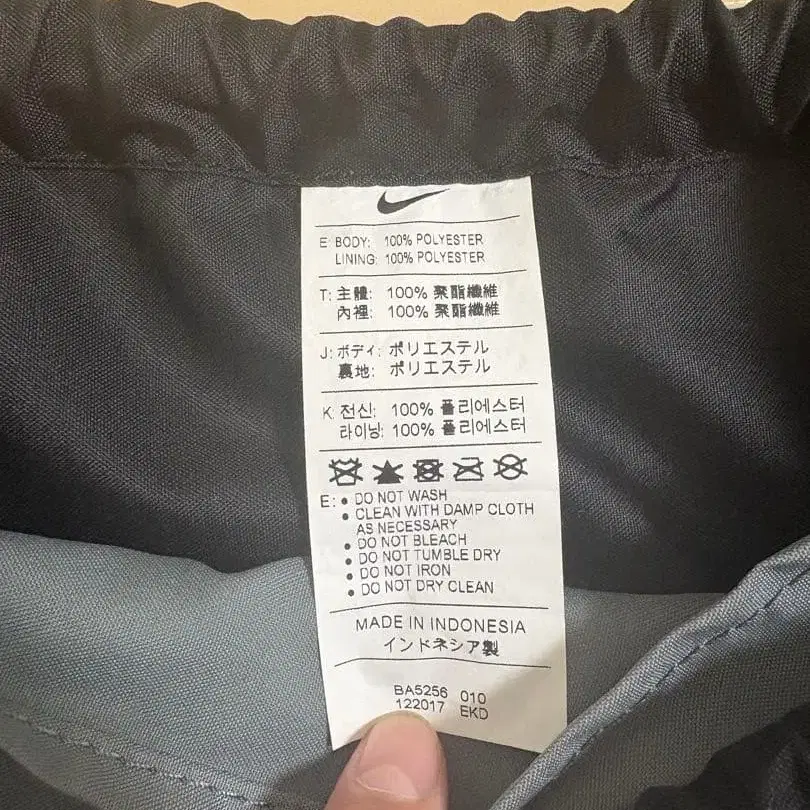 E: BODY: 100% POLYESTER
LINING: 100% POLYESTER
T: 主體: 100% 聚酯纖維
內裡: 100% 聚酯纖維
J: ボディ: ポリエステル
裏地: ポリエステル
K: 전신: 100% 폴리에스터
라이닝: 100% 폴리에스터
E: • DO NOT WASH
• CLEAN WITH DAMP CLOTH
AS NECESSARY
• DO NOT BLEACH
• DO NOT TUMBLE DRY
• DO NOT IRON
• DO NOT DRY CLEAN
MADE IN INDONESIA
インドネシア製
BA5256 010
122017 EKD